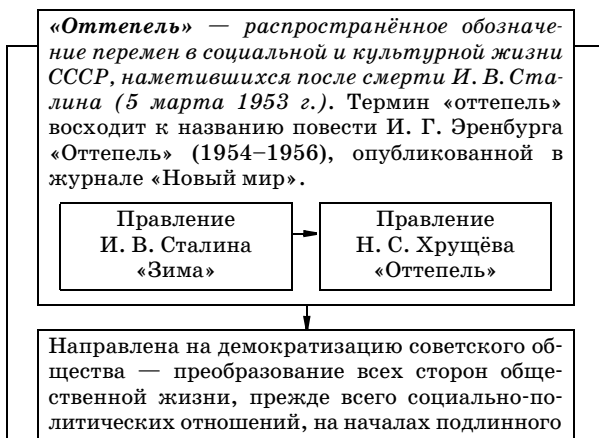 «Оттепель» — распространённое обозначе-
ние перемен в социальной и культурной жизни
СССР, наметившихся после смерти И. В. Ста-
лина (5 марта 1953 г.). Термин «оттепель»
восходит к названию повести И. Г. Эренбурга
«Оттепель» (1954–1956), опубликованной в
журнале «Новый мир».
Правление
И. В. Сталина
«Зима»
Правление
Н. С. Хрущёва
«Оттепель»
Направлена на демократизацию советского об-
щества — преобразование всех сторон обще-
ственной жизни, прежде всего социально-по-
литических отношений, на началах подлинного